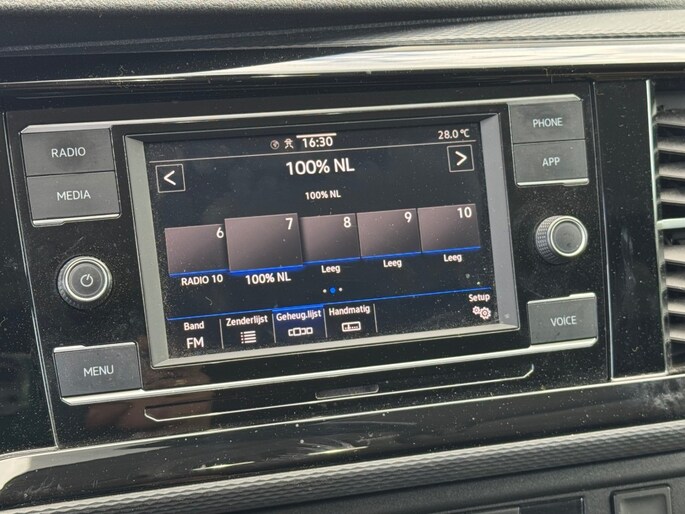 RADIO
MEDIA
MENU
16:30
28.0 °C
<
100% NL
>
100% NL
6
7
8
9
10
RADIO 10
100% NL
Leeg
Leeg
Leeg
Band
FM
Zenderlijst
Geheug.lijst
Handmatig
Setup
PHONE
APP
VOICE